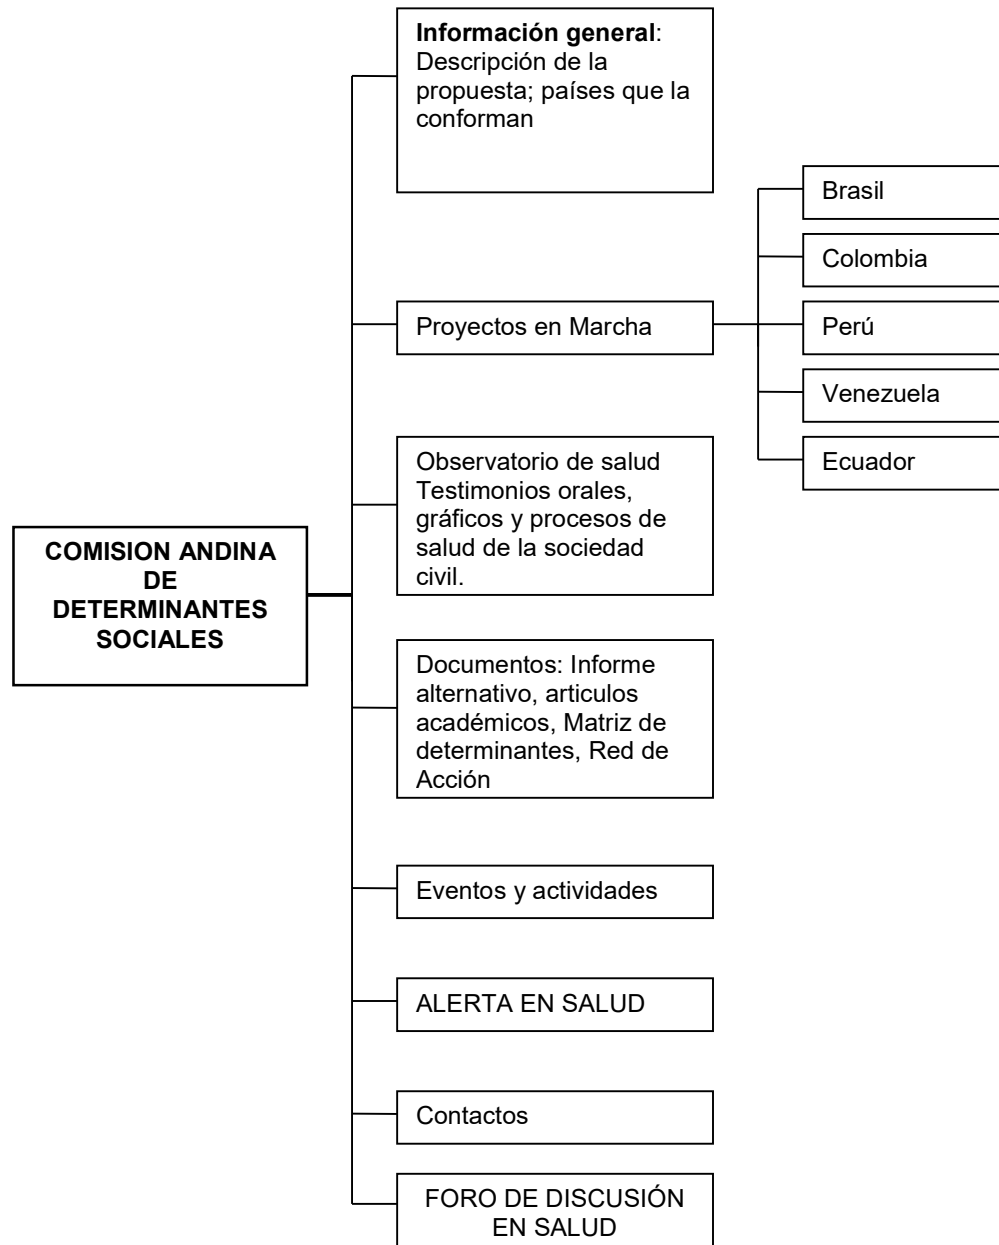 Información general:
Descripción de la
propuesta; países que la
conforman
Brasil
Colombia
Proyectos en Marcha
Perú
Venezuela
Ecuador
Observatorio de salud
Testimonios orales,
gráficos y procesos de
salud de la sociedad
civil.
COMISION ANDINA
DE
DETERMINANTES
SOCIALES
Documentos: Informe
alternativo, articulos
académicos, Matriz de
determinantes, Red de
Acción
Eventos y actividades
ALERTA EN SALUD
Contactos
FORO DE DISCUSIÓN
EN SALUD